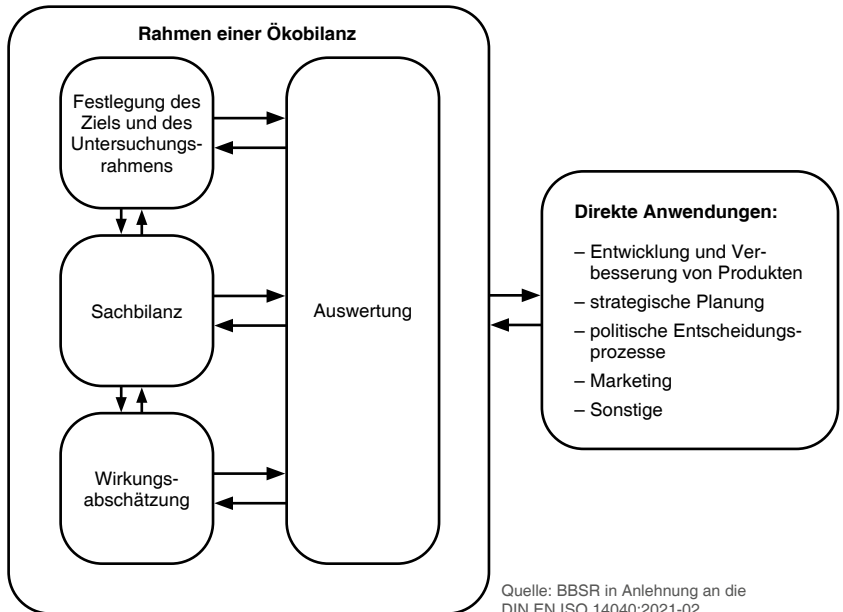 Rahmen einer Ökobilanz
Festlegung des
Ziels und des
Untersuchungs-
rahmens
Sachbilanz
Wirkungs-
abschätzung
Auswertung
Direkte Anwendungen:
– Entwicklung und Ver-
besserung von Produkten
– strategische Planung
– politische Entscheidungs-
prozesse
– Marketing
– Sonstige
Quelle: BBSR in Anlehnung an die
DIN EN ISO 14040:2021-02